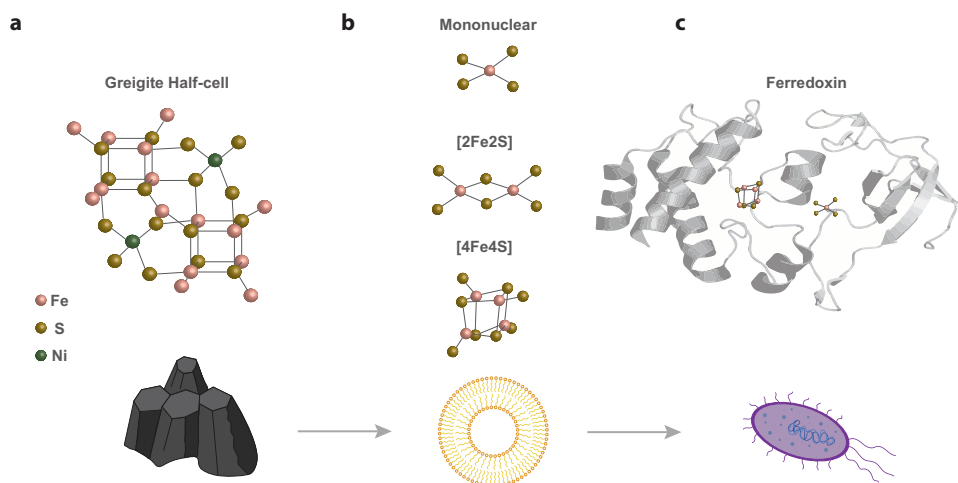 a
Greigite Half-cell
Fe
S
Ni
b
Mononuclear
[2Fe2S]
[4Fe4S]
c
Ferredoxin